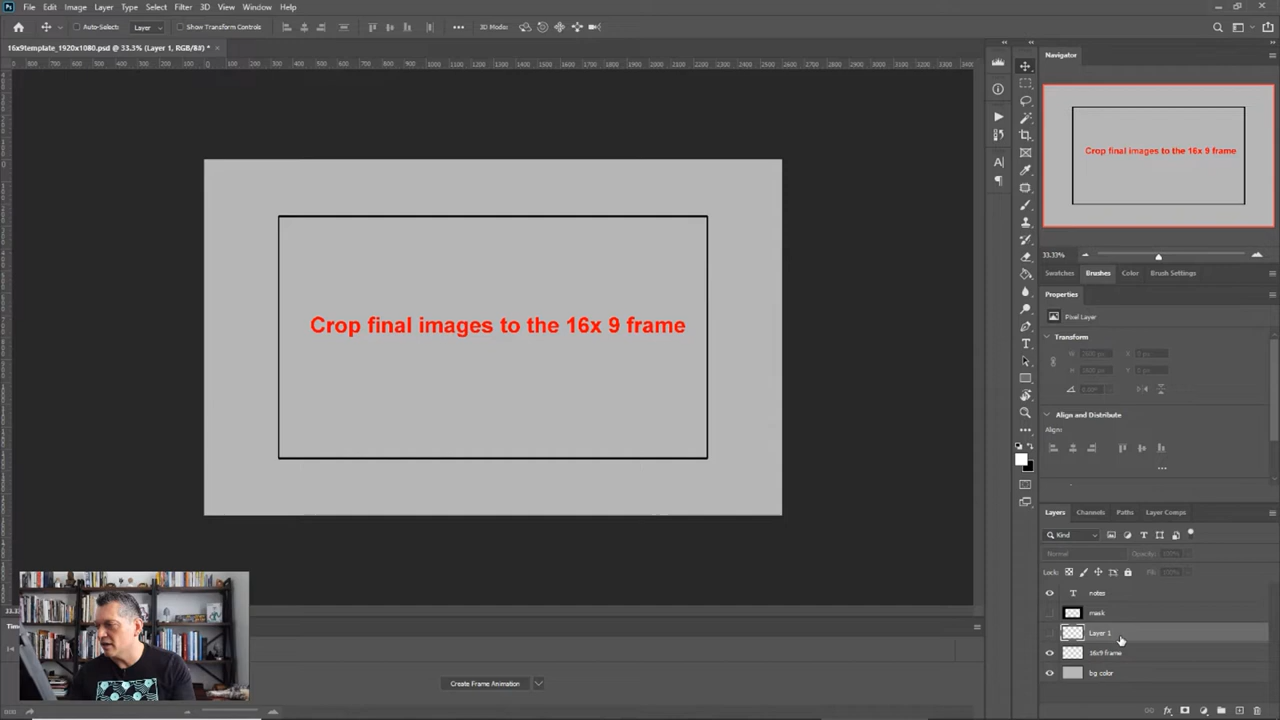 File Edit Image Layer Type Select Filter 3D View Window Help
Auto-Select: Layer Show Transform Controls 3D Mode:
16x9template_1920x1080.psd @ 33.3% (Layer 1, RGB/8#) *
Navigator
Crop final images to the 16x 9 frame
33.33%
Swatches Brushes Color Brush Settings
Properties
Pixel Layer
Crop final images to the 16x 9 frame
Transform
Align and Distribute
Align:
Layers Channels Paths Layer Comps
Kind
Normal Opacity: 100%
Lock: Fill: 100%
notes
mask
Layer 1
16x9 frame
bg color
Create Frame Animation